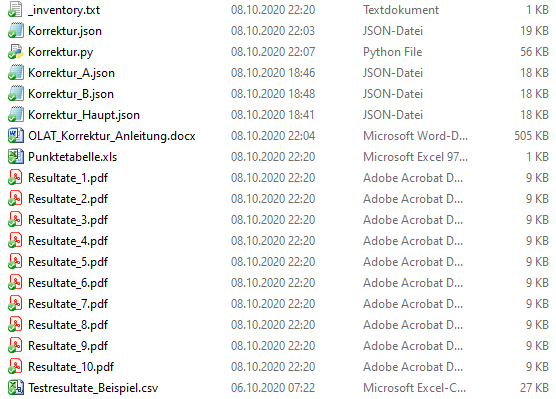 _inventory.txt 08.10.2020 22:20 Textdokument 1 KB
Korrektur.json 08.10.2020 22:03 JSON-Datei 19 KB
Korrektur.py 08.10.2020 22:07 Python File 56 KB
Korrektur_A.json 08.10.2020 18:46 JSON-Datei 18 KB
Korrektur_B.json 08.10.2020 18:48 JSON-Datei 18 KB
Korrektur_Haupt.json 08.10.2020 18:41 JSON-Datei 18 KB
OLAT_Korrektur_Anleitung.docx 08.10.2020 22:04 Microsoft Word-D... 505 KB
Punktetabelle.xls 08.10.2020 22:20 Microsoft Excel 97... 1 KB
Resultate_1.pdf 08.10.2020 22:20 Adobe Acrobat D... 9 KB
Resultate_2.pdf 08.10.2020 22:20 Adobe Acrobat D... 9 KB
Resultate_3.pdf 08.10.2020 22:20 Adobe Acrobat D... 9 KB
Resultate_4.pdf 08.10.2020 22:20 Adobe Acrobat D... 9 KB
Resultate_5.pdf 08.10.2020 22:20 Adobe Acrobat D... 9 KB
Resultate_6.pdf 08.10.2020 22:20 Adobe Acrobat D... 9 KB
Resultate_7.pdf 08.10.2020 22:20 Adobe Acrobat D... 9 KB
Resultate_8.pdf 08.10.2020 22:20 Adobe Acrobat D... 9 KB
Resultate_9.pdf 08.10.2020 22:20 Adobe Acrobat D... 9 KB
Resultate_10.pdf 08.10.2020 22:20 Adobe Acrobat D... 9 KB
Testresultate_Beispiel.csv 06.10.2020 07:22 Microsoft Excel-C... 27 KB